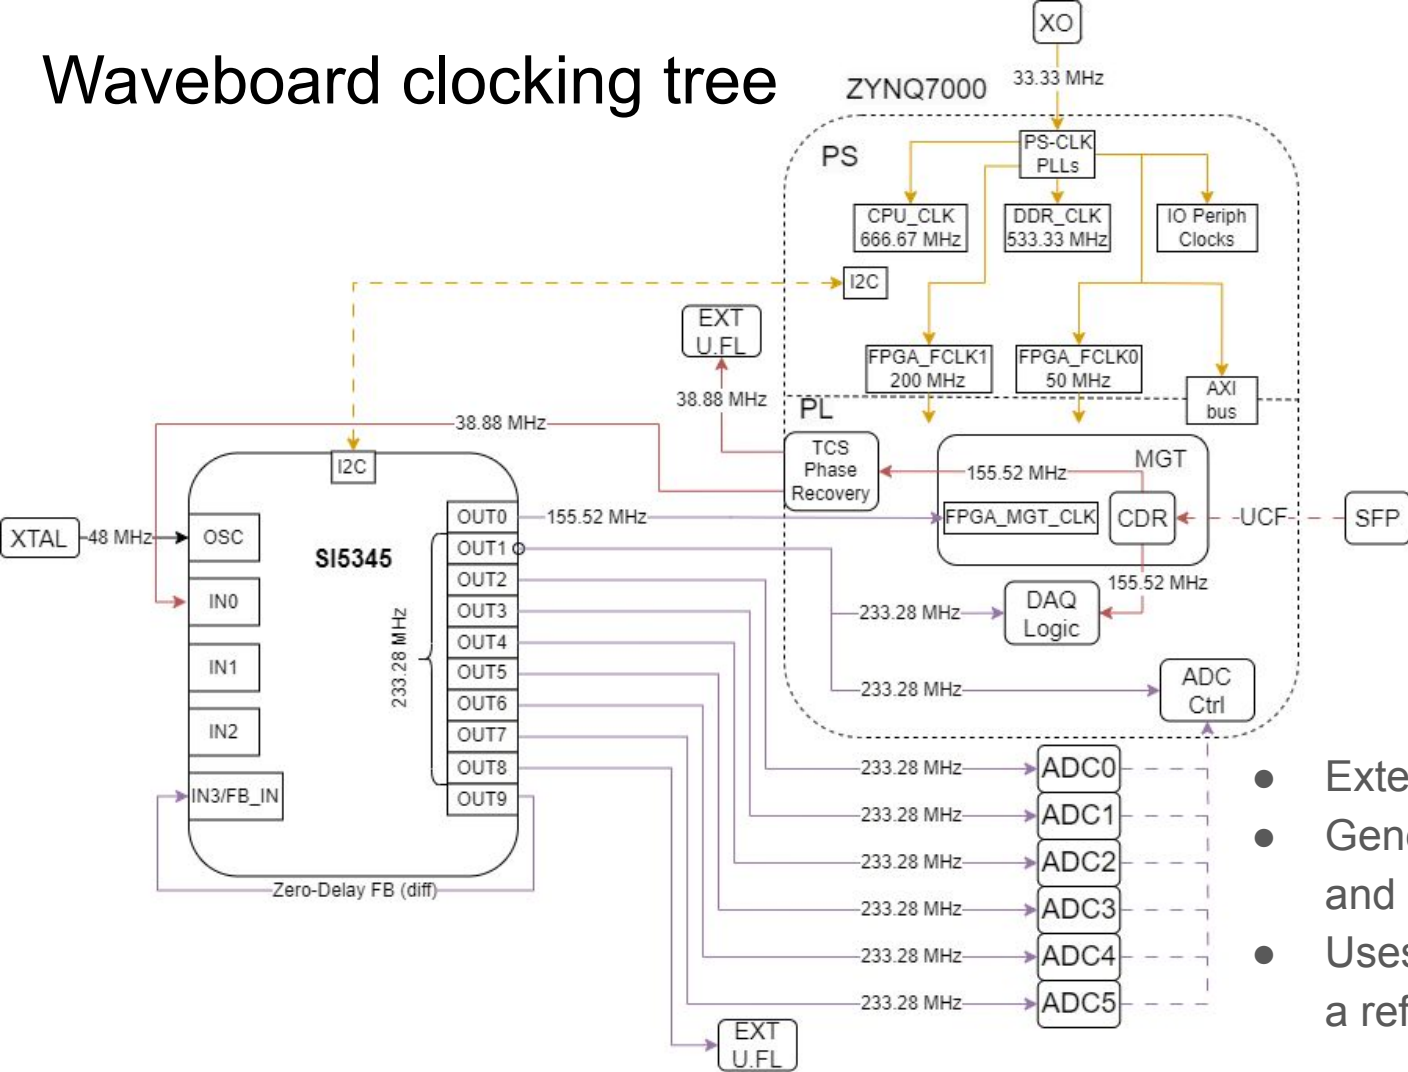 Waveboard clocking tree
XO
33.33 MHz
ZYNQ7000
PS
PS-CLK
PLLs
CPU_CLK
666.67 MHz
DDR_CLK
533.33 MHz
IO Periph
Clocks
I2C
EXT
U.FL
38.88 MHz
FPGA_FCLK1
200 MHz
FPGA_FCLK0
50 MHz
AXI
bus
PL
38.88 MHz
TCS
Phase
Recovery
155.52 MHz
MGT
FPGA_MGT_CLK
CDR
UCF
SFP
155.52 MHz
DAQ
Logic
233.28 MHz
ADC
Ctrl
233.28 MHz
I2C
XTAL
48 MHz
OSC
IN0
IN1
IN2
IN3/FB_IN
SI5345
233.28 MHz
OUT0
OUT1
OUT2
OUT3
OUT4
OUT5
OUT6
OUT7
OUT8
OUT9
155.52 MHz
Zero-Delay FB (diff)
233.28 MHz
ADC0
233.28 MHz
ADC1
233.28 MHz
ADC2
233.28 MHz
ADC3
233.28 MHz
ADC4
233.28 MHz
ADC5
EXT
U.FL
● Exte
● Gen
and
● Uses
a ref